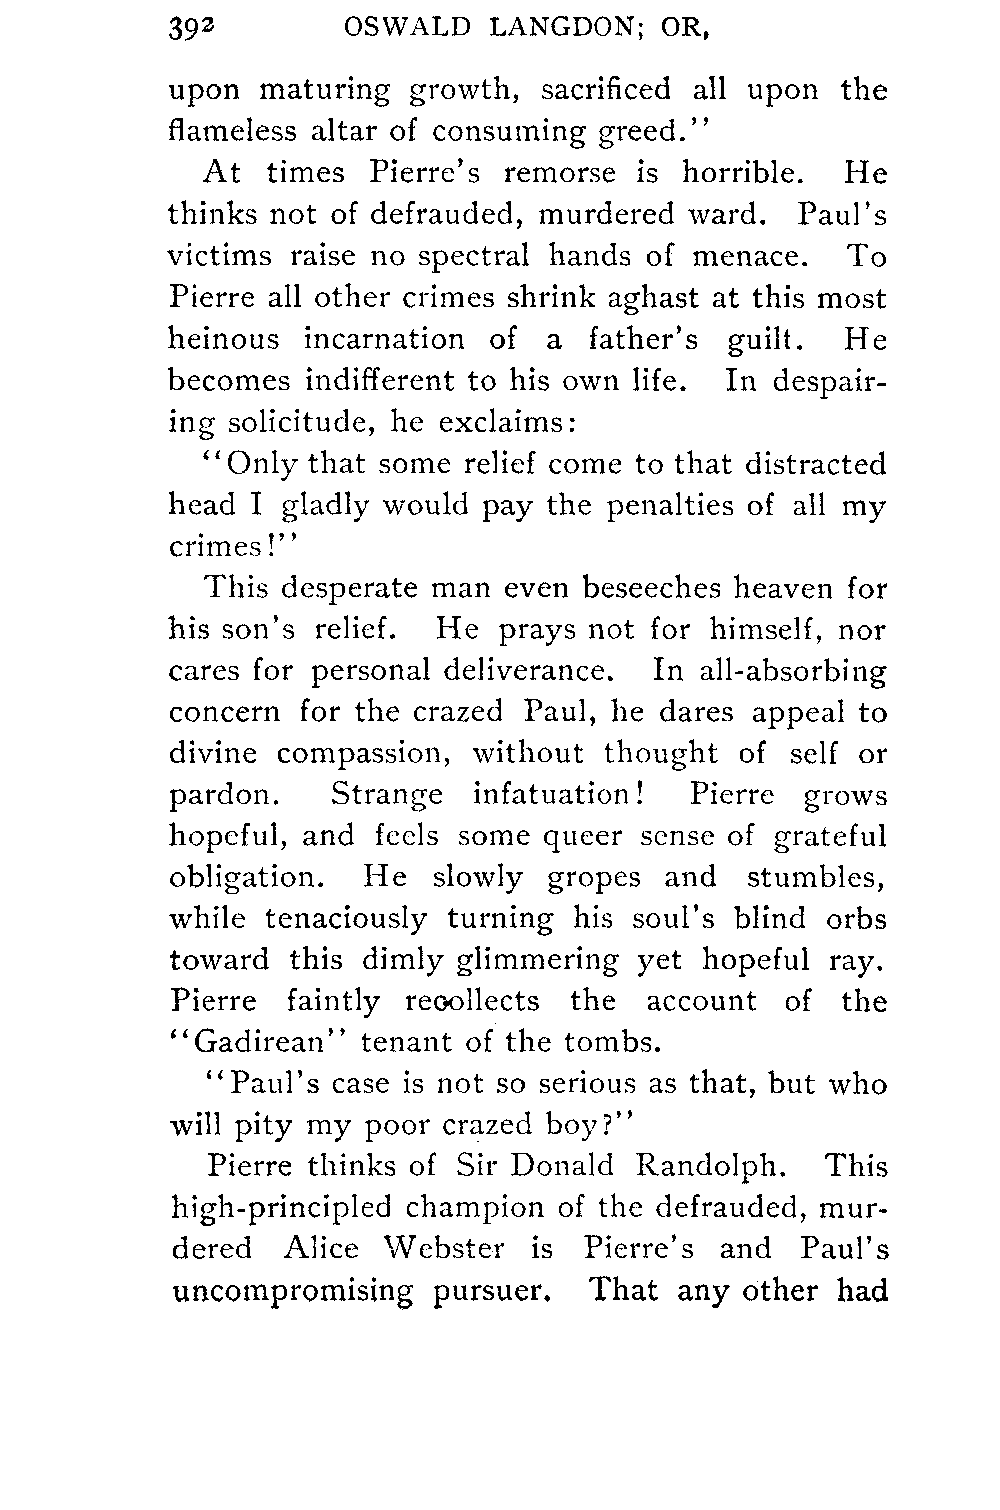 392 OSWALD LANGDON; OR,
upon maturing growth, sacrificed all upon the
flameless altar of consuming greed."
At times Pierre's remorse is horrible. He
thinks not of defrauded, murdered ward. Paul's
victims raise no spectral hands of menace. To
Pierre all other crimes shrink aghast at this most
heinous incarnation of a father's guilt. He
becomes indifferent to his own life. In despair-
ing solicitude, he exclaims:
"Only that some relief come to that distracted
head I gladly would pay the penalties of all my
crimes!"
This desperate man even beseeches heaven for
his son's relief. He prays not for himself, nor
cares for personal deliverance. In all-absorbing
concern for the crazed Paul, he dares appeal to
divine compassion, without thought of self or
pardon. Strange infatuation! Pierre grows
hopeful, and feels some queer sense of grateful
obligation. He slowly gropes and stumbles,
while tenaciously turning his soul's blind orbs
toward this dimly glimmering yet hopeful ray.
Pierre faintly recollects the account of the
"Gadirean" tenant of the tombs.
"Paul's case is not so serious as that, but who
will pity my poor crazed boy?"
Pierre thinks of Sir Donald Randolph. This
high-principled champion of the defrauded, mur-
dered Alice Webster is Pierre's and Paul's
uncompromising pursuer. That any other had